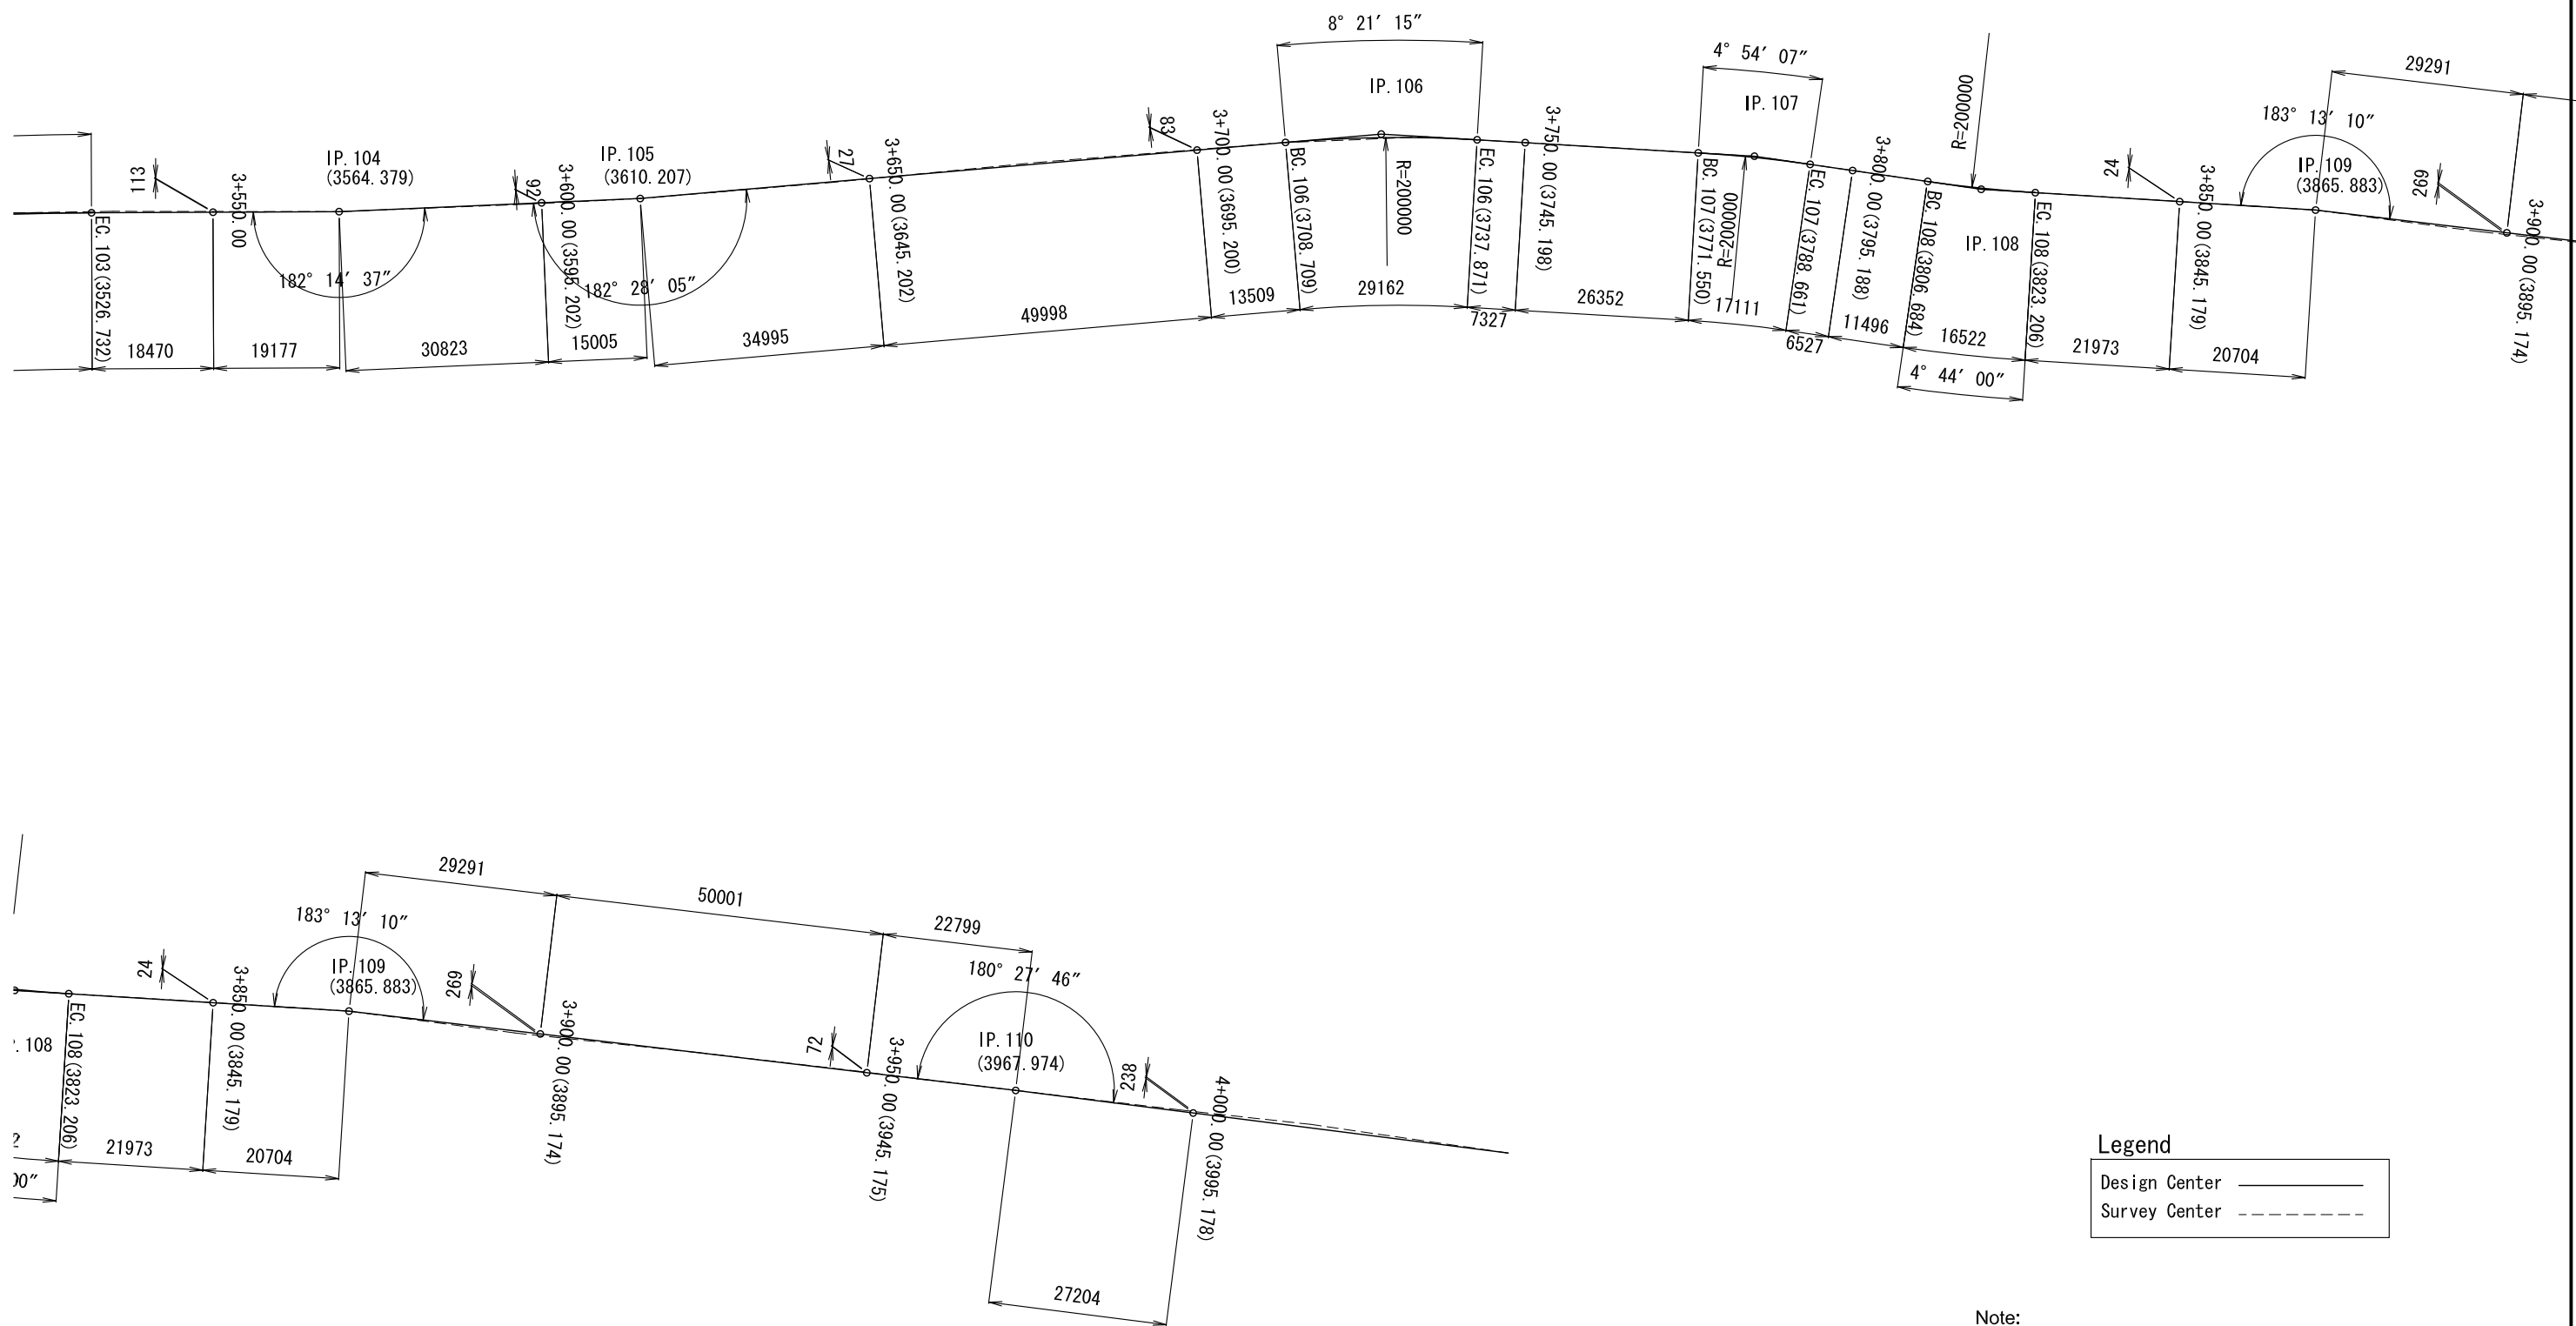 8° 21′ 15″
IP. 106
4° 54′ 07″
IP. 107
R=200000
29291
183° 13′ 10″
IP. 109
(3865. 883)
269
3+900. 00 (3895. 174)
113
3+550. 00
IP. 104
(3564. 379)
IP. 105
(3610. 207)
92
3+600. 00 (3595. 202)
27
3+650. 00 (3645. 202)
83
3+700. 00 (3695. 200)
BC. 106 (3708. 709)
R=200000
EC. 106 (3737. 871)
3+750. 00 (3745. 198)
BC. 107 (3771. 550)
R=200000
EC. 107 (3788. 661)
3+800. 00 (3795. 188)
BC. 108 (3806. 684)
IP. 108
EC. 108 (3823. 206)
24
3+850. 00 (3845. 179)
EC. 103 (3526. 732)
182° 14′ 37″
182° 28′ 05″
18470
19177
30823
15005
34995
49998
13509
29162
7327
26352
17111
6527
11496
16522
4° 44′ 00″
21973
20704
29291
50001
22799
183° 13′ 10″
IP. 109
(3865. 883)
180° 27′ 46″
IP. 110
(3967. 974)
24
3+850. 00 (3845. 179)
269
3+900. 00 (3895. 174)
72
3+950. 00 (3945. 175)
238
4+000. 00 (3995. 178)
. 108
EC. 108 (3823. 206)
2
21973
20704
00″
27204
Legend
Design Center
Survey Center
Note: